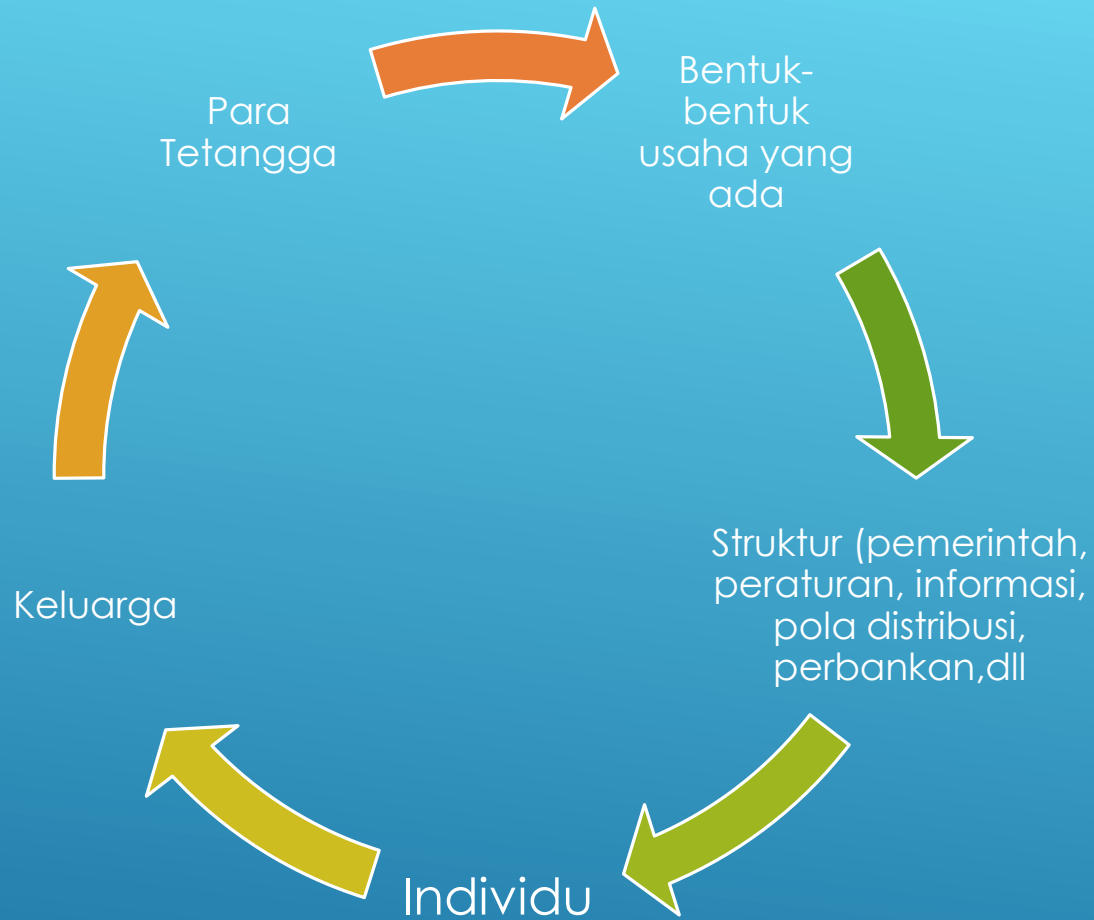 Para
Tetangga
Bentuk-
bentuk
usaha yang
ada
Struktur (pemerintah,
peraturan, informasi,
pola distribusi,
perbankan,dll
Individu
Keluarga